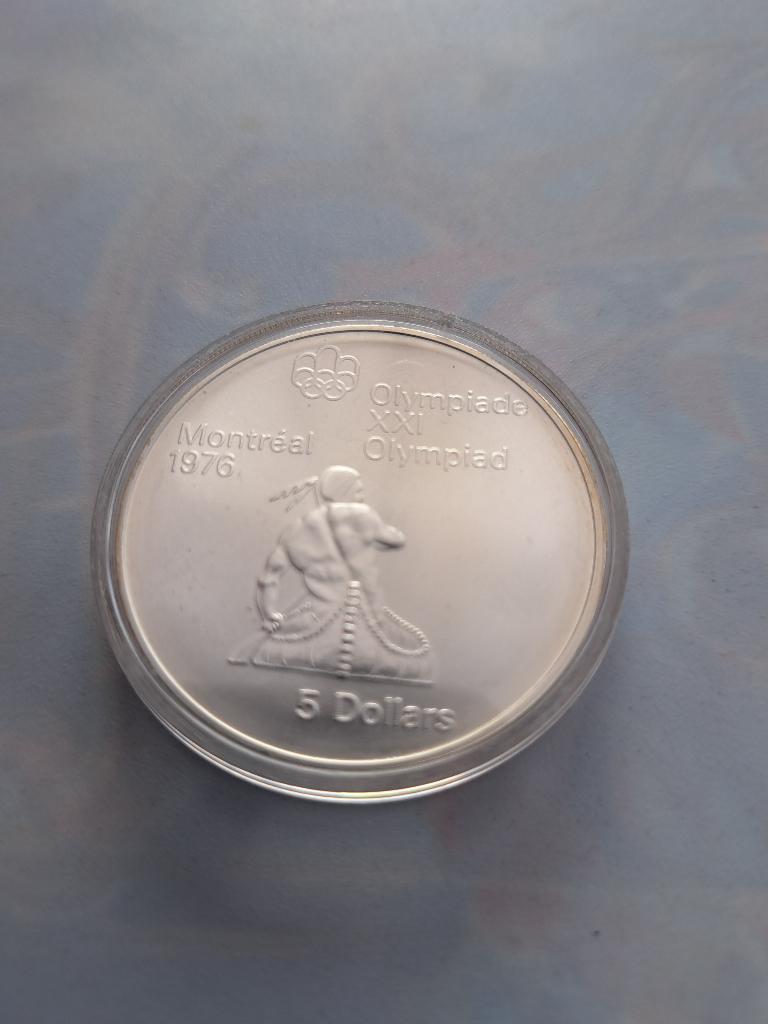 Olympiade
XXI
Olympiad
Montréal
1976
5 Dollars